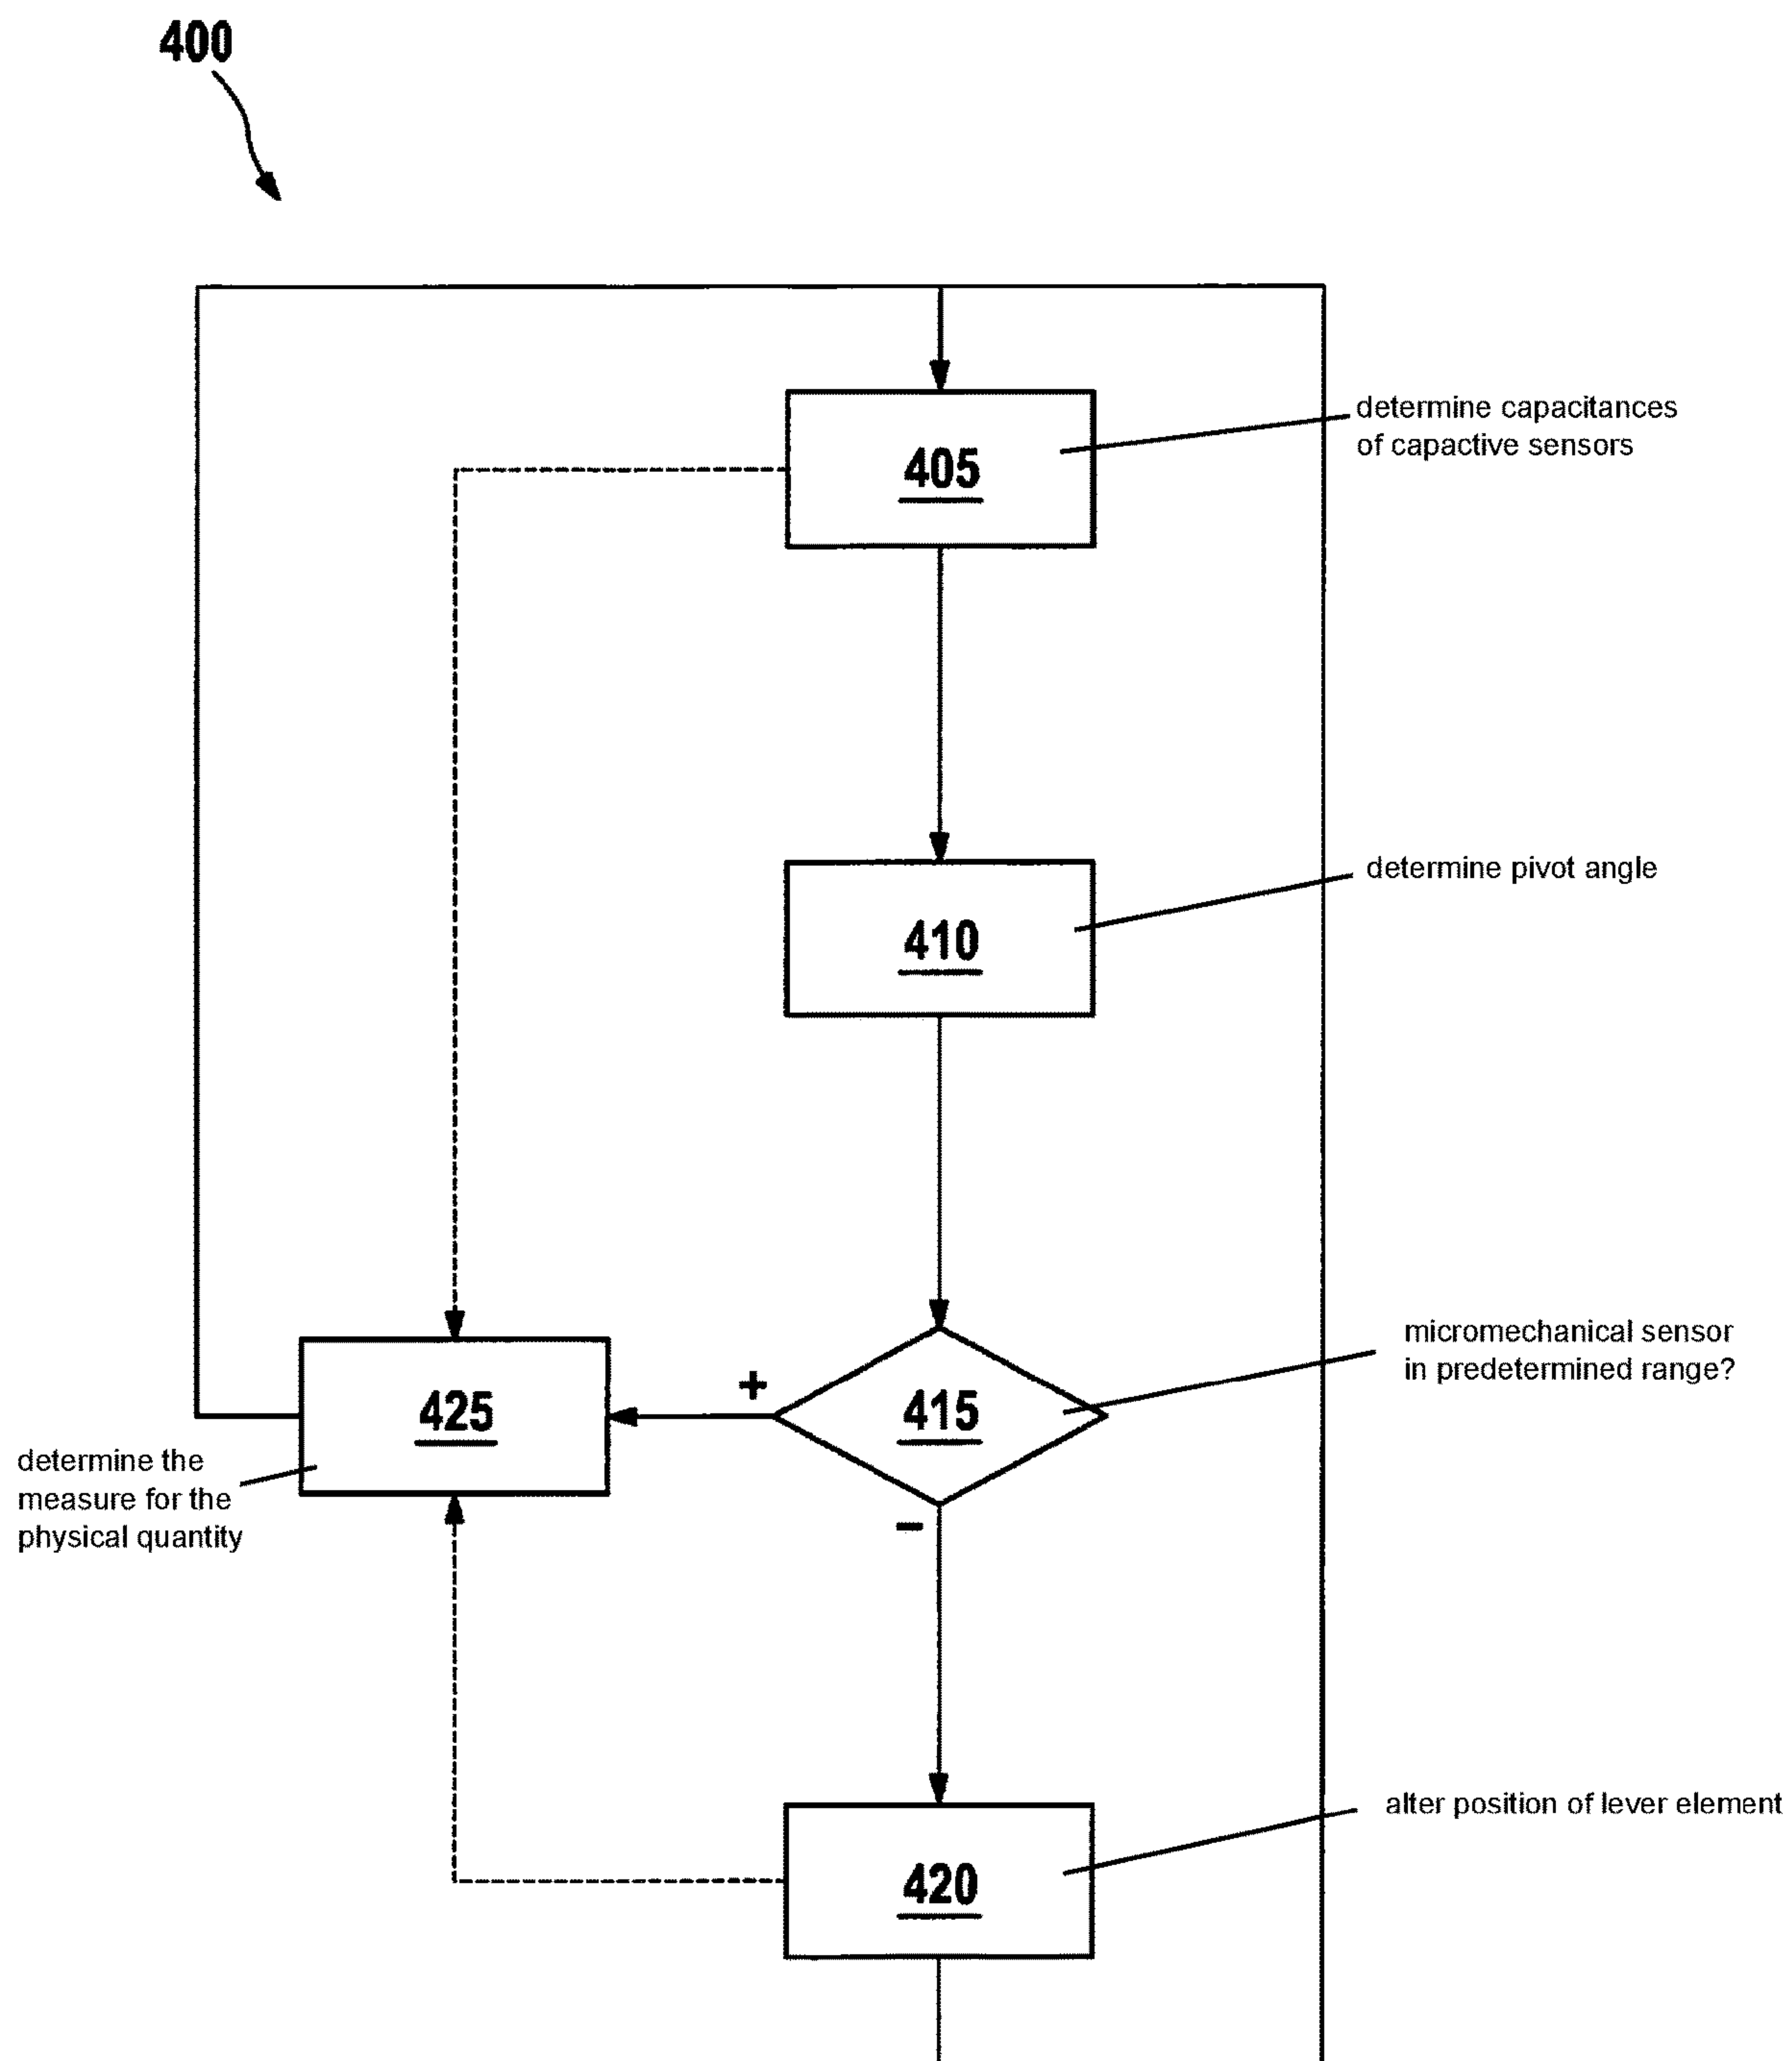 400
405
determine capacitances
of capactive sensors
410
determine pivot angle
micromechanical sensor
in predetermined range?
+
415
425
determine the
measure for the
physical quantity
−
420
alter position of lever element